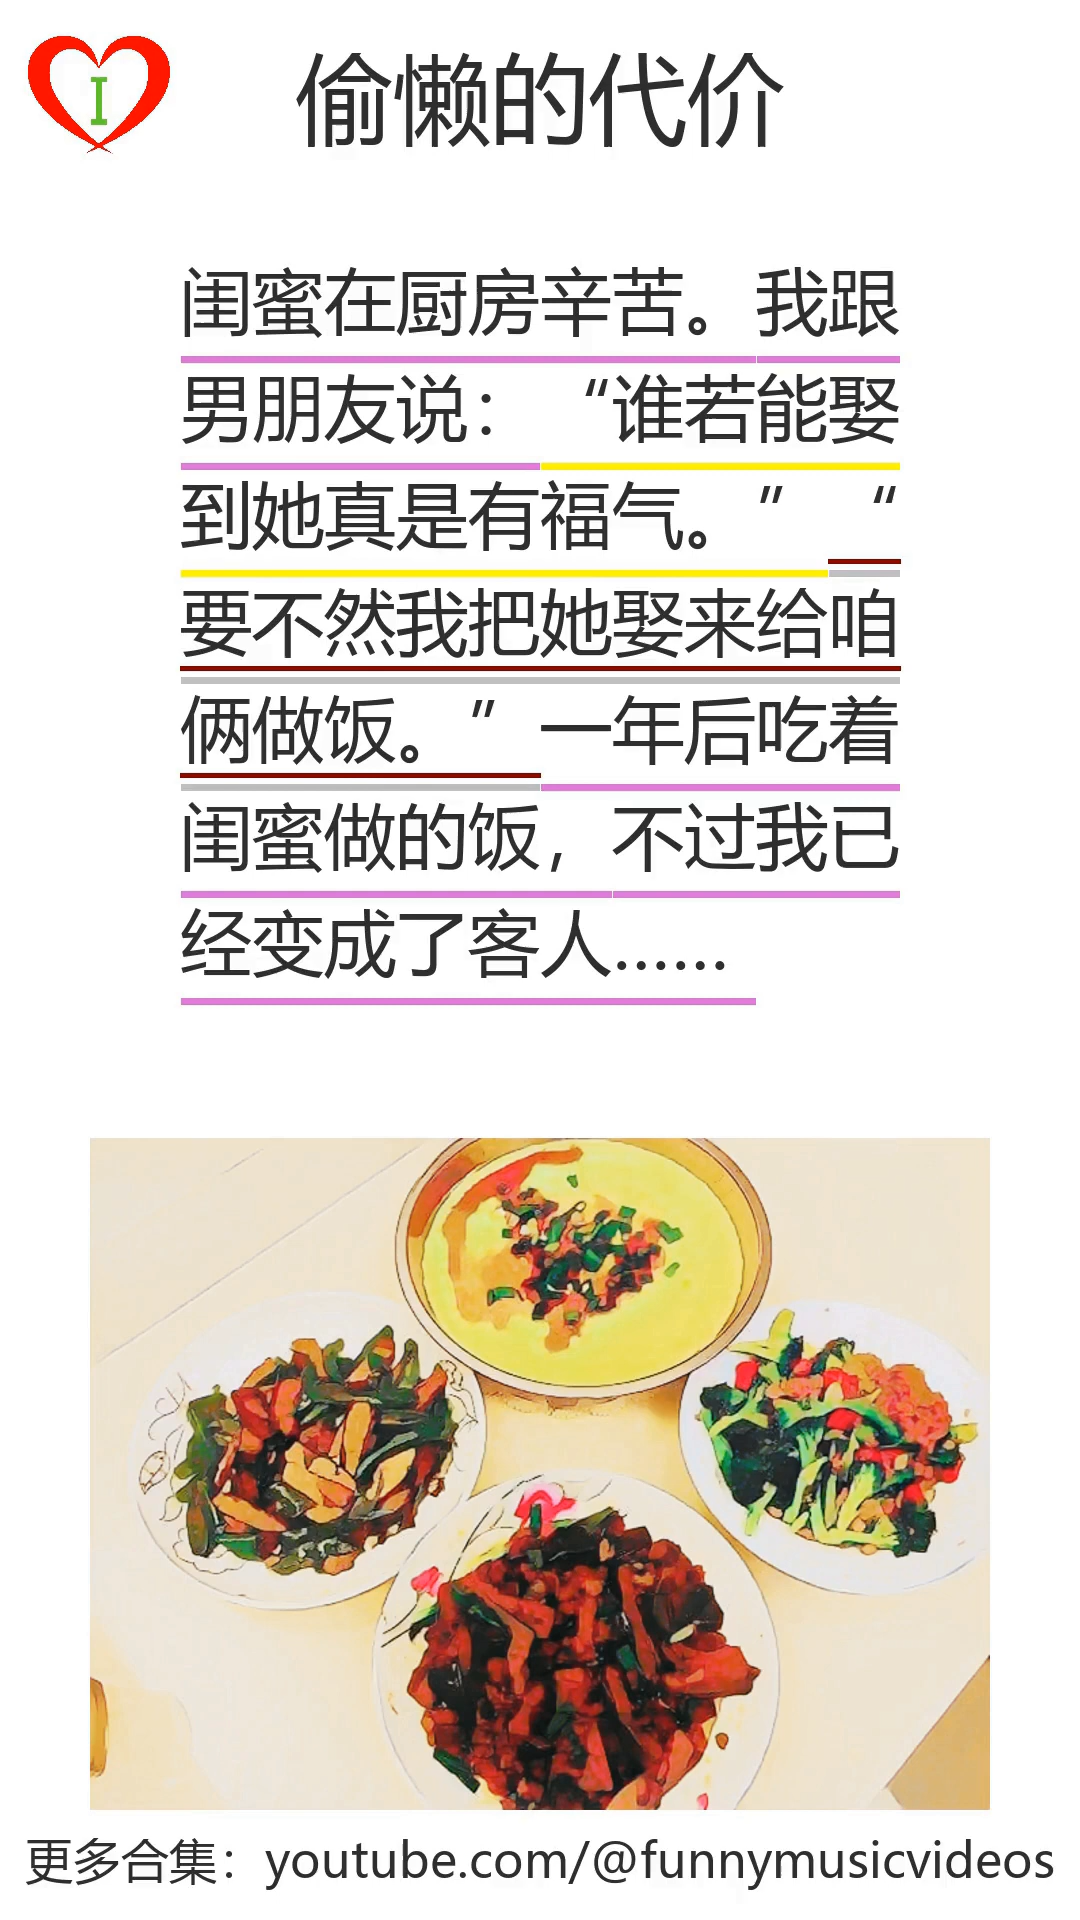 I
偷懒的代价
闺蜜在厨房辛苦。我跟
男朋友说：“谁若能娶
到她真是有福气。”“
要不然我把她娶来给咱
俩做饭。”一年后吃着
闺蜜做的饭，不过我已
经变成了客人……
更多合集：youtube.com/@funnymusicvideos